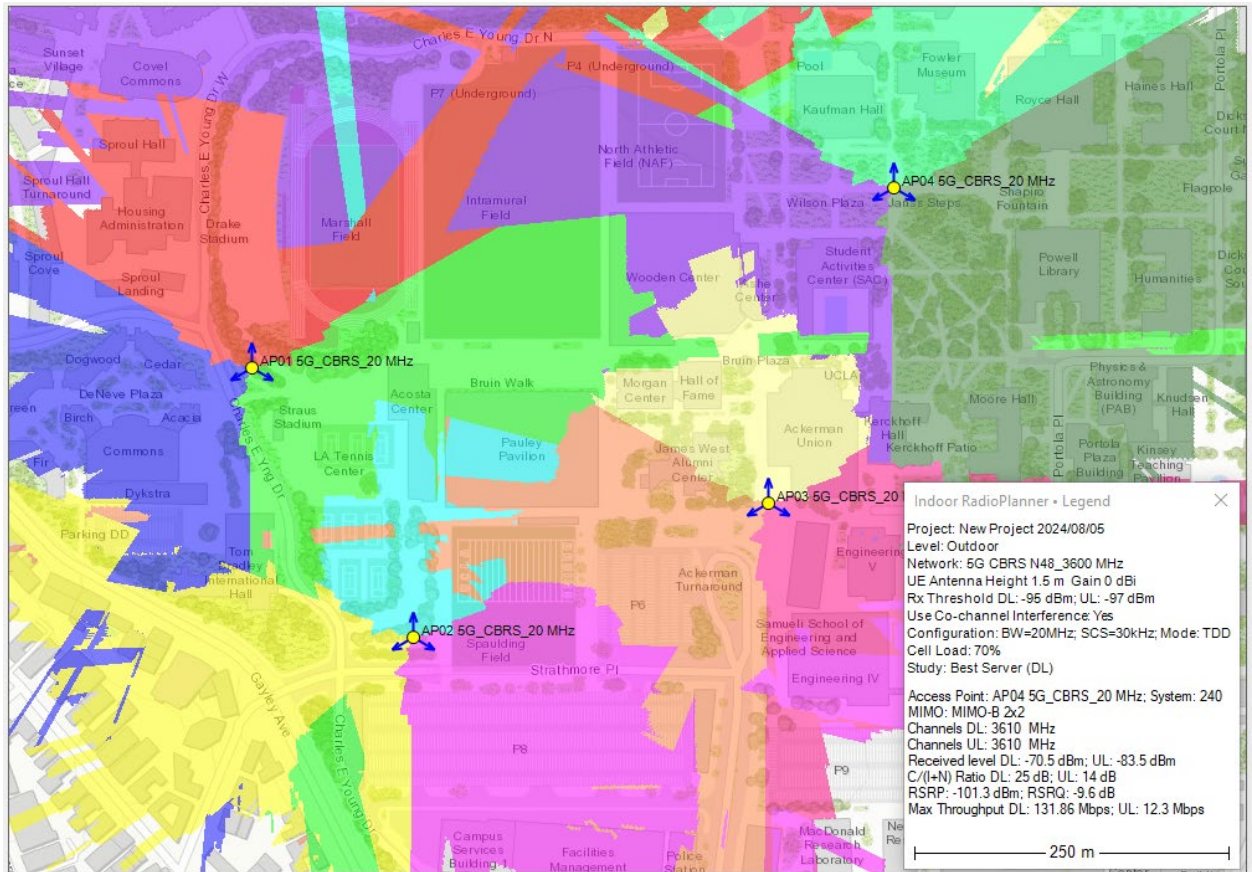 Charles E Young Dr N
Sunset
Village
Covel
Commons
P4 (Underground)
Pool
Fowler
Museum
Portola Pl
P7 (Underground)
Kaufman Hall
Royce Hall
Haines Hall
Charles E Young Dr W
Sproul Hall
North Athletic
Field (NAF)
Sproul Hall
Turnaround
AP04 5G_CBRS_20 MHz
Flagpole
Housing
Administration
Drake
Stadium
Marshall
Field
Intramural
Field
Wilson Plaza
Janss Steps
Shapiro
Fountain
Sproul
Cove
Sproul
Landing
Wooden Center
Student
Activities
Center (SAC)
Powell
Library
Humanities
AP01 5G_CBRS_20 MHz
Dogwood
Cedar
DeNeve Plaza
Birch
Acacia
Bruin Plaza
UCLA
Physics &
Astronomy
Building
(PAB)
Acosta
Center
Bruin Walk
Morgan
Center
Hall of
Fame
Moore Hall
Knudsen
Hall
Straus
Stadium
Commons
Fir
LA Tennis
Center
Pauley
Pavilion
Ackerman
Union
Kerckhoff
Hall
Kerckhoff Patio
Portola Pl
Portola
Plaza
Building
Kinsey
Teaching
Pavilion
James West
Alumni
Center
Dykstra
Charles E Yng Dr
AP03 5G_CBRS_20
Parking DD
Tom
Bradley
International
Hall
Engineering
V
Ackerman
Turnaround
P6
AP02 5G_CBRS_20 MHz
Spaulding
Field
Samueli School of
Engineering and
Applied Science
Strathmore Pl
Engineering IV
Gayley Ave
Charles E Young Dr
P8
P9
Campus
Services
Building 1
Facilities
Management
Police
Station
MacDonald
Research
Laboratory
Indoor RadioPlanner • Legend
Project: New Project 2024/08/05
Level: Outdoor
Network: 5G CBRS N48_3600 MHz
UE Antenna Height 1.5 m Gain 0 dBi
Rx Threshold DL: -95 dBm; UL: -97 dBm
Use Co-channel Interference: Yes
Configuration: BW=20MHz; SCS=30kHz; Mode: TDD
Cell Load: 70%
Study: Best Server (DL)
Access Point: AP04 5G_CBRS_20 MHz; System: 240
MIMO: MIMO-B 2x2
Channels DL: 3610 MHz
Channels UL: 3610 MHz
Received level DL: -70.5 dBm; UL: -83.5 dBm
C/(I+N) Ratio DL: 25 dB; UL: 14 dB
RSRP: -101.3 dBm; RSRQ: -9.6 dB
Max Throughput DL: 131.86 Mbps; UL: 12.3 Mbps
250 m